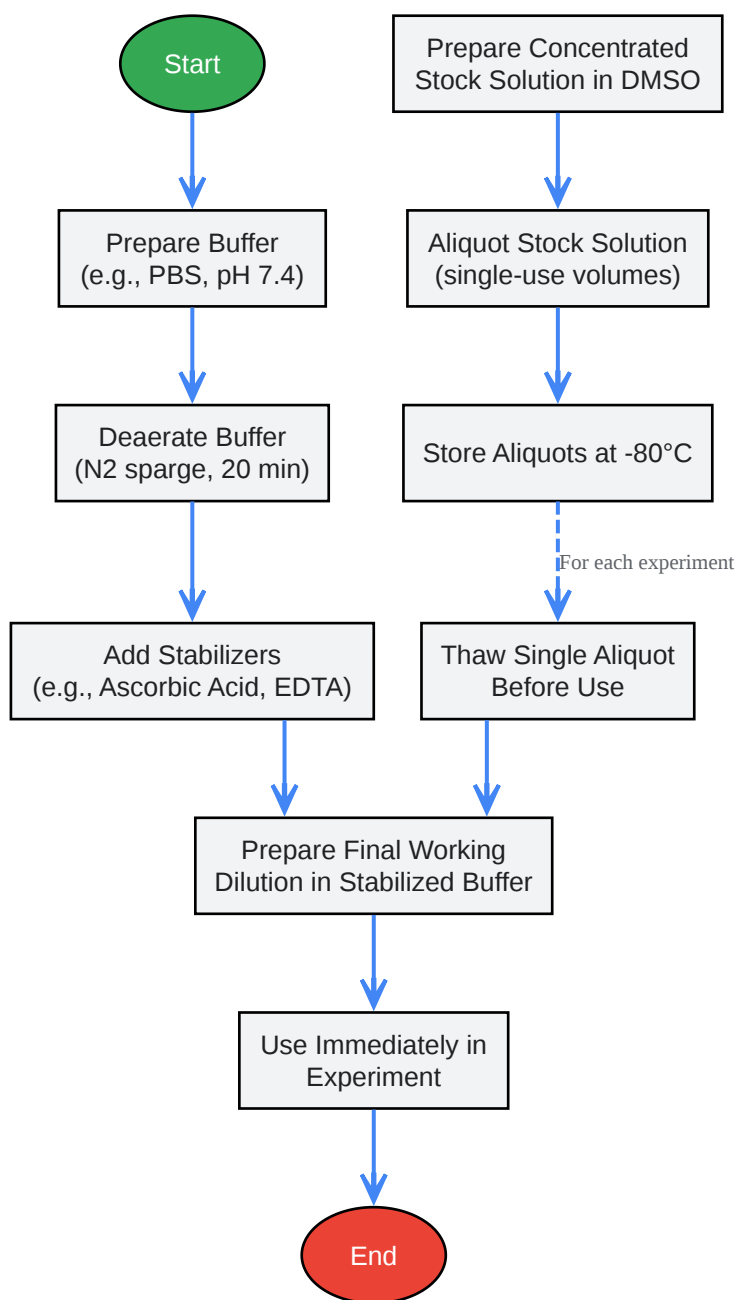 Start
Prepare Concentrated
Stock Solution in DMSO
Prepare Buffer
(e.g., PBS, pH 7.4)
Aliquot Stock Solution
(single-use volumes)
Deaerate Buffer
(N2 sparge, 20 min)
Store Aliquots at -80°C
For each experiment
Add Stabilizers
(e.g., Ascorbic Acid, EDTA)
Thaw Single Aliquot
Before Use
Prepare Final Working
Dilution in Stabilized Buffer
Use Immediately in
Experiment
End